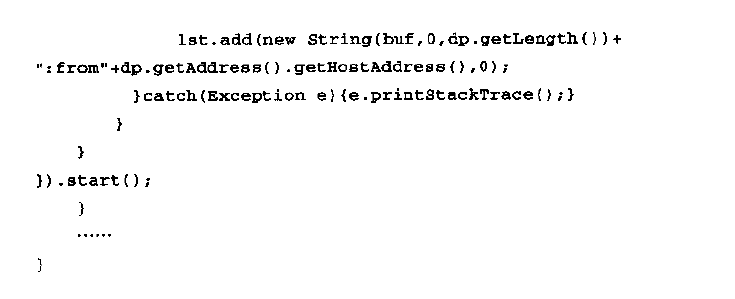 lst.add(new String(buf,0,dp.getLength())+
":from"+dp.getAddress().getHostAddress(),0);
}catch(Exception e){e.printStackTrace();}
}
}
}).start();
}
······
}